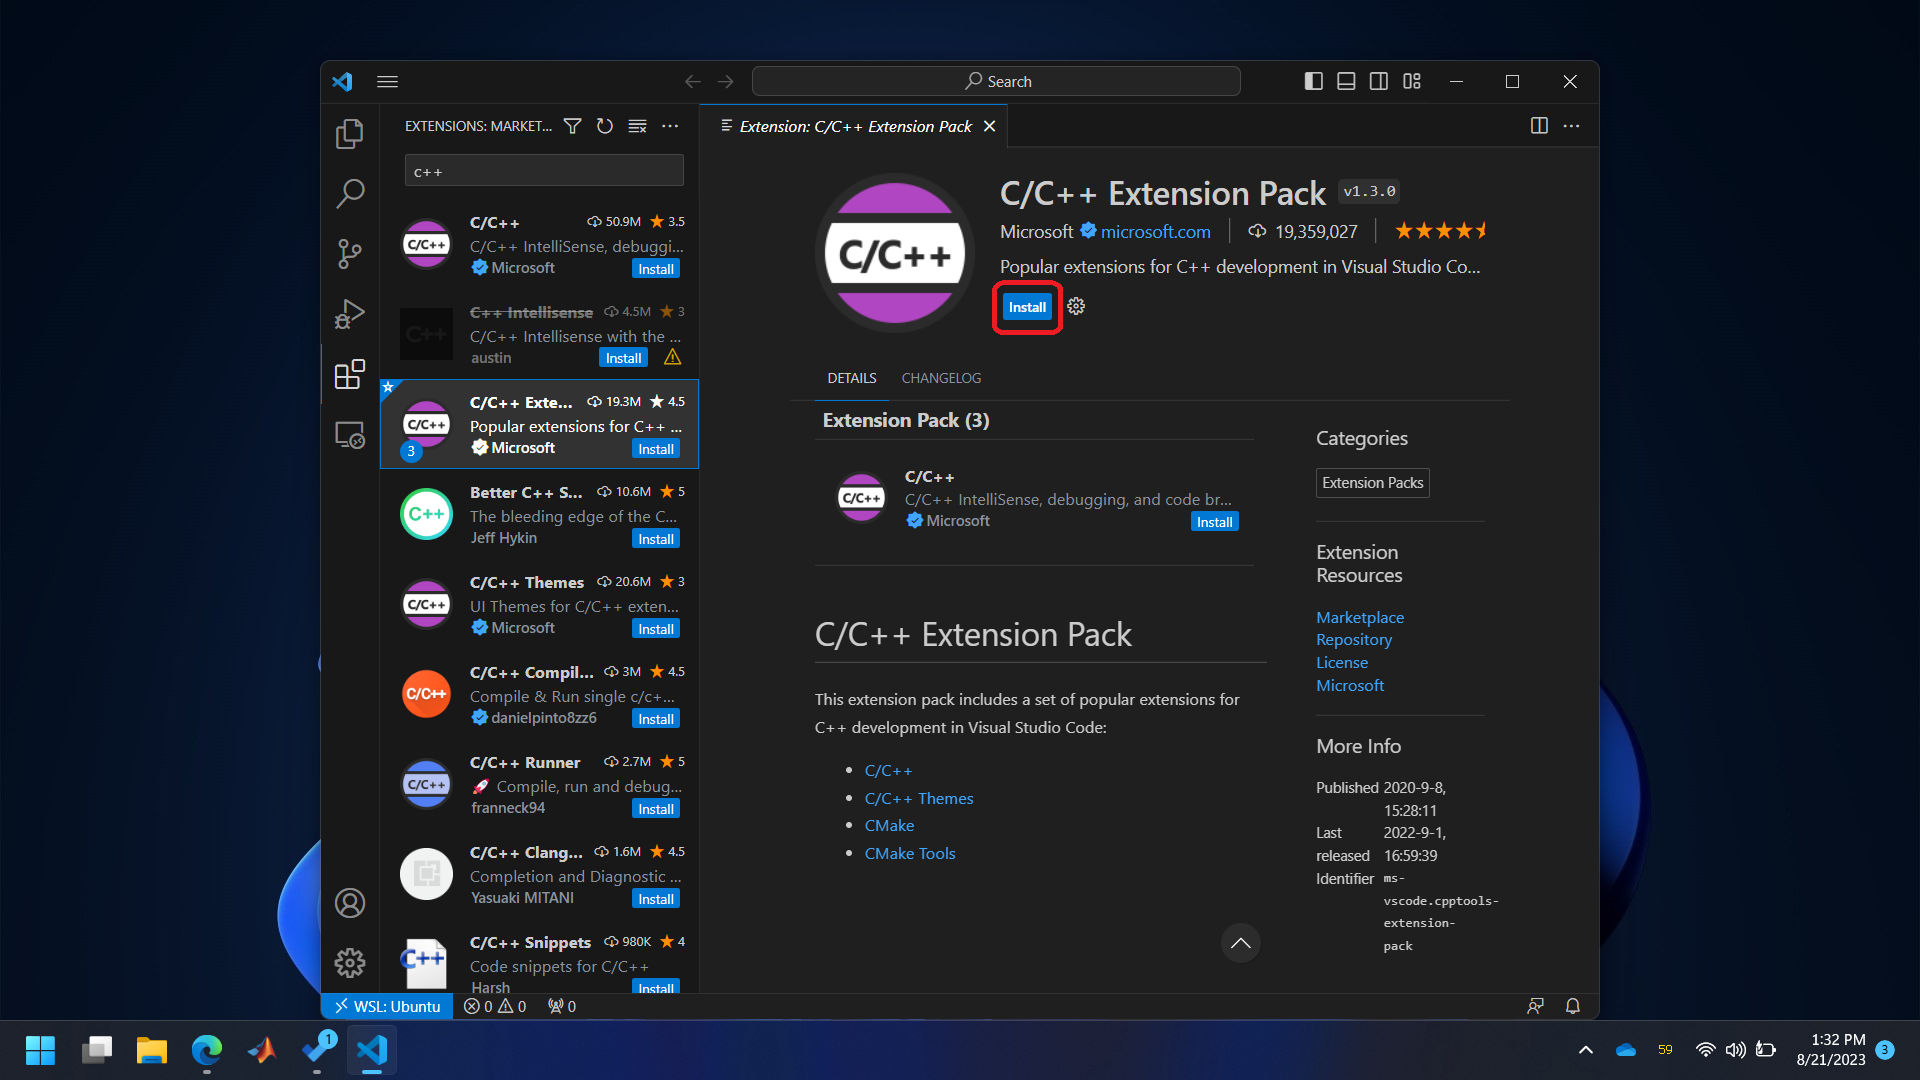 Search
EXTENSIONS: MARKET...
Extension: C/C++ Extension Pack
c++
C/C++ 50.9M 3.5
C/C++ IntelliSense, debuggi...
Microsoft Install
C++ Intellisense 4.5M 3
C/C++ Intellisense with the ...
austin Install
C/C++ Exte... 19.3M 4.5
Popular extensions for C++ ...
Microsoft Install
3
Better C++ S... 10.6M 5
The bleeding edge of the C...
Jeff Hykin Install
C/C++ Themes 20.6M 3
UI Themes for C/C++ exten...
Microsoft Install
C/C++ Compil... 3M 4.5
Compile & Run single c/c+...
danielpinto8zz6 Install
C/C++ Runner 2.7M 5
🚀 Compile, run and debug...
franneck94 Install
C/C++ Clang... 1.6M 4.5
Completion and Diagnostic ...
Yasuaki MITANI Install
C/C++ Snippets 980K 4
Code snippets for C/C++
Harsh Install
C/C++
C++
C/C++
C/C++
C++
C/C++
C/C++
C/C++
C++
C/C++
C/C++ Extension Pack v1.3.0
Microsoft microsoft.com 19,359,027
Popular extensions for C++ development in Visual Studio Co...
Install
DETAILS CHANGELOG
Extension Pack (3)
C/C++
C/C++
C/C++ IntelliSense, debugging, and code br...
Microsoft Install
C/C++ Extension Pack
This extension pack includes a set of popular extensions for
C++ development in Visual Studio Code:
• C/C++
• C/C++ Themes
• CMake
• CMake Tools
Categories
Extension Packs
Extension
Resources
Marketplace
Repository
License
Microsoft
More Info
Published 2020-9-8,
15:28:11
Last 2022-9-1,
released 16:59:39
Identifier ms-
vscode.cpptools-
extension-
pack
WSL: Ubuntu 0 0 0
1
59
1:32 PM
8/21/2023
3